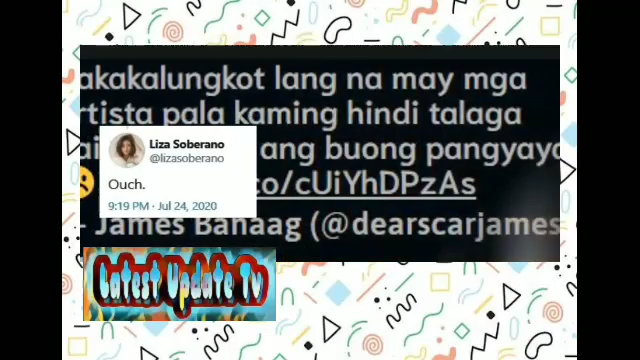 akakalungkot lang na may mga
rtista pala kaming hindi talaga
ang buong pangyaya
co/cUiYhDPzAs
- James Banaag (@dearscarjames
Liza Soberano
@lizasoberano
Ouch.
9:19 PM · Jul 24, 2020
Latest Update Tv